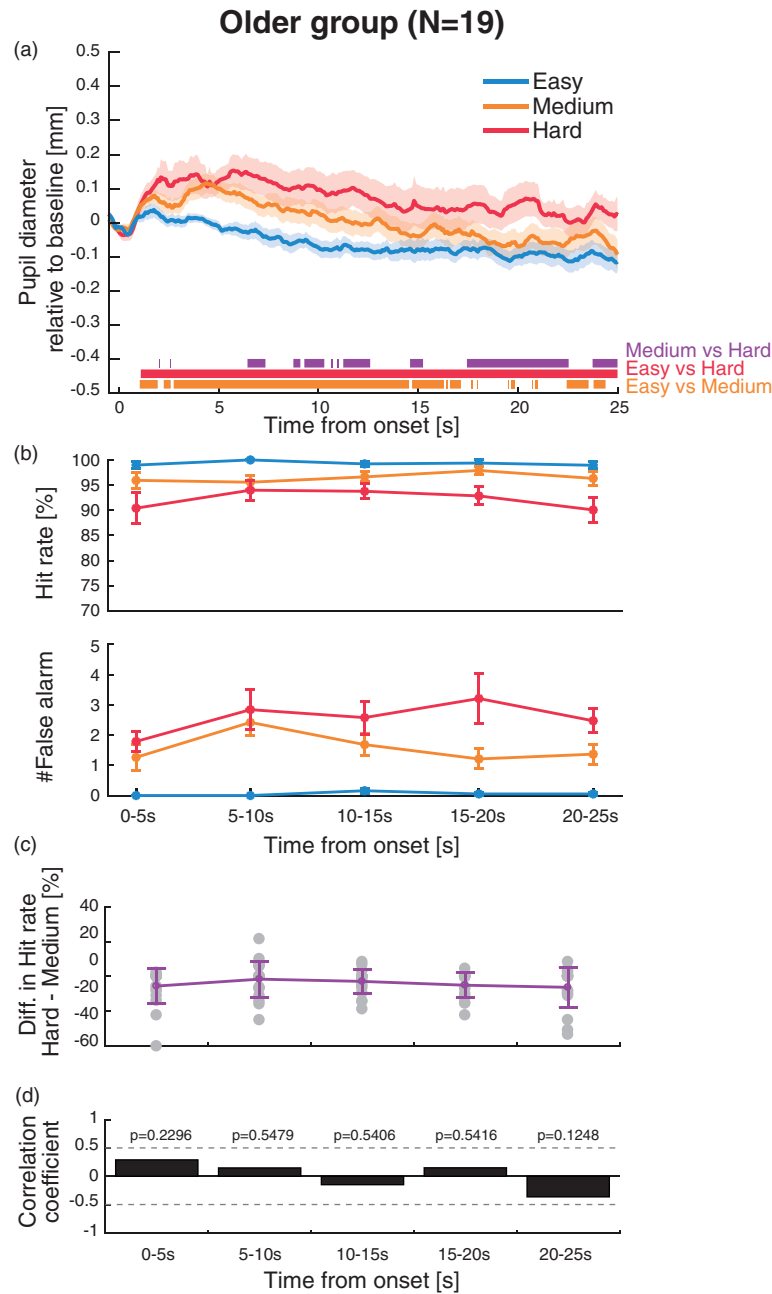 Older group (N=19)
(a)
Pupil diameter
relative to baseline [mm]
0.5
0.4
0.3
0.2
0.1
0
-0.1
-0.2
-0.3
-0.4
-0.5
Easy
Medium
Hard
Medium vs Hard
Easy vs Hard
Easy vs Medium
0 5 10 15 20 25
Time from onset [s]
(b)
Hit rate [%]
100
95
90
85
80
75
70
#False alarm
5
4
3
2
1
0
0-5s 5-10s 10-15s 15-20s 20-25s
Time from onset [s]
(c)
Diff. in Hit rate
Hard - Medium [%]
40
20
0
-20
-40
-60
(d)
Correlation
coefficient
1
0.5
0
-0.5
-1
p=0.2296 p=0.5479 p=0.5406 p=0.5416 p=0.1248
0-5s 5-10s 10-15s 15-20s 20-25s
Time from onset [s]